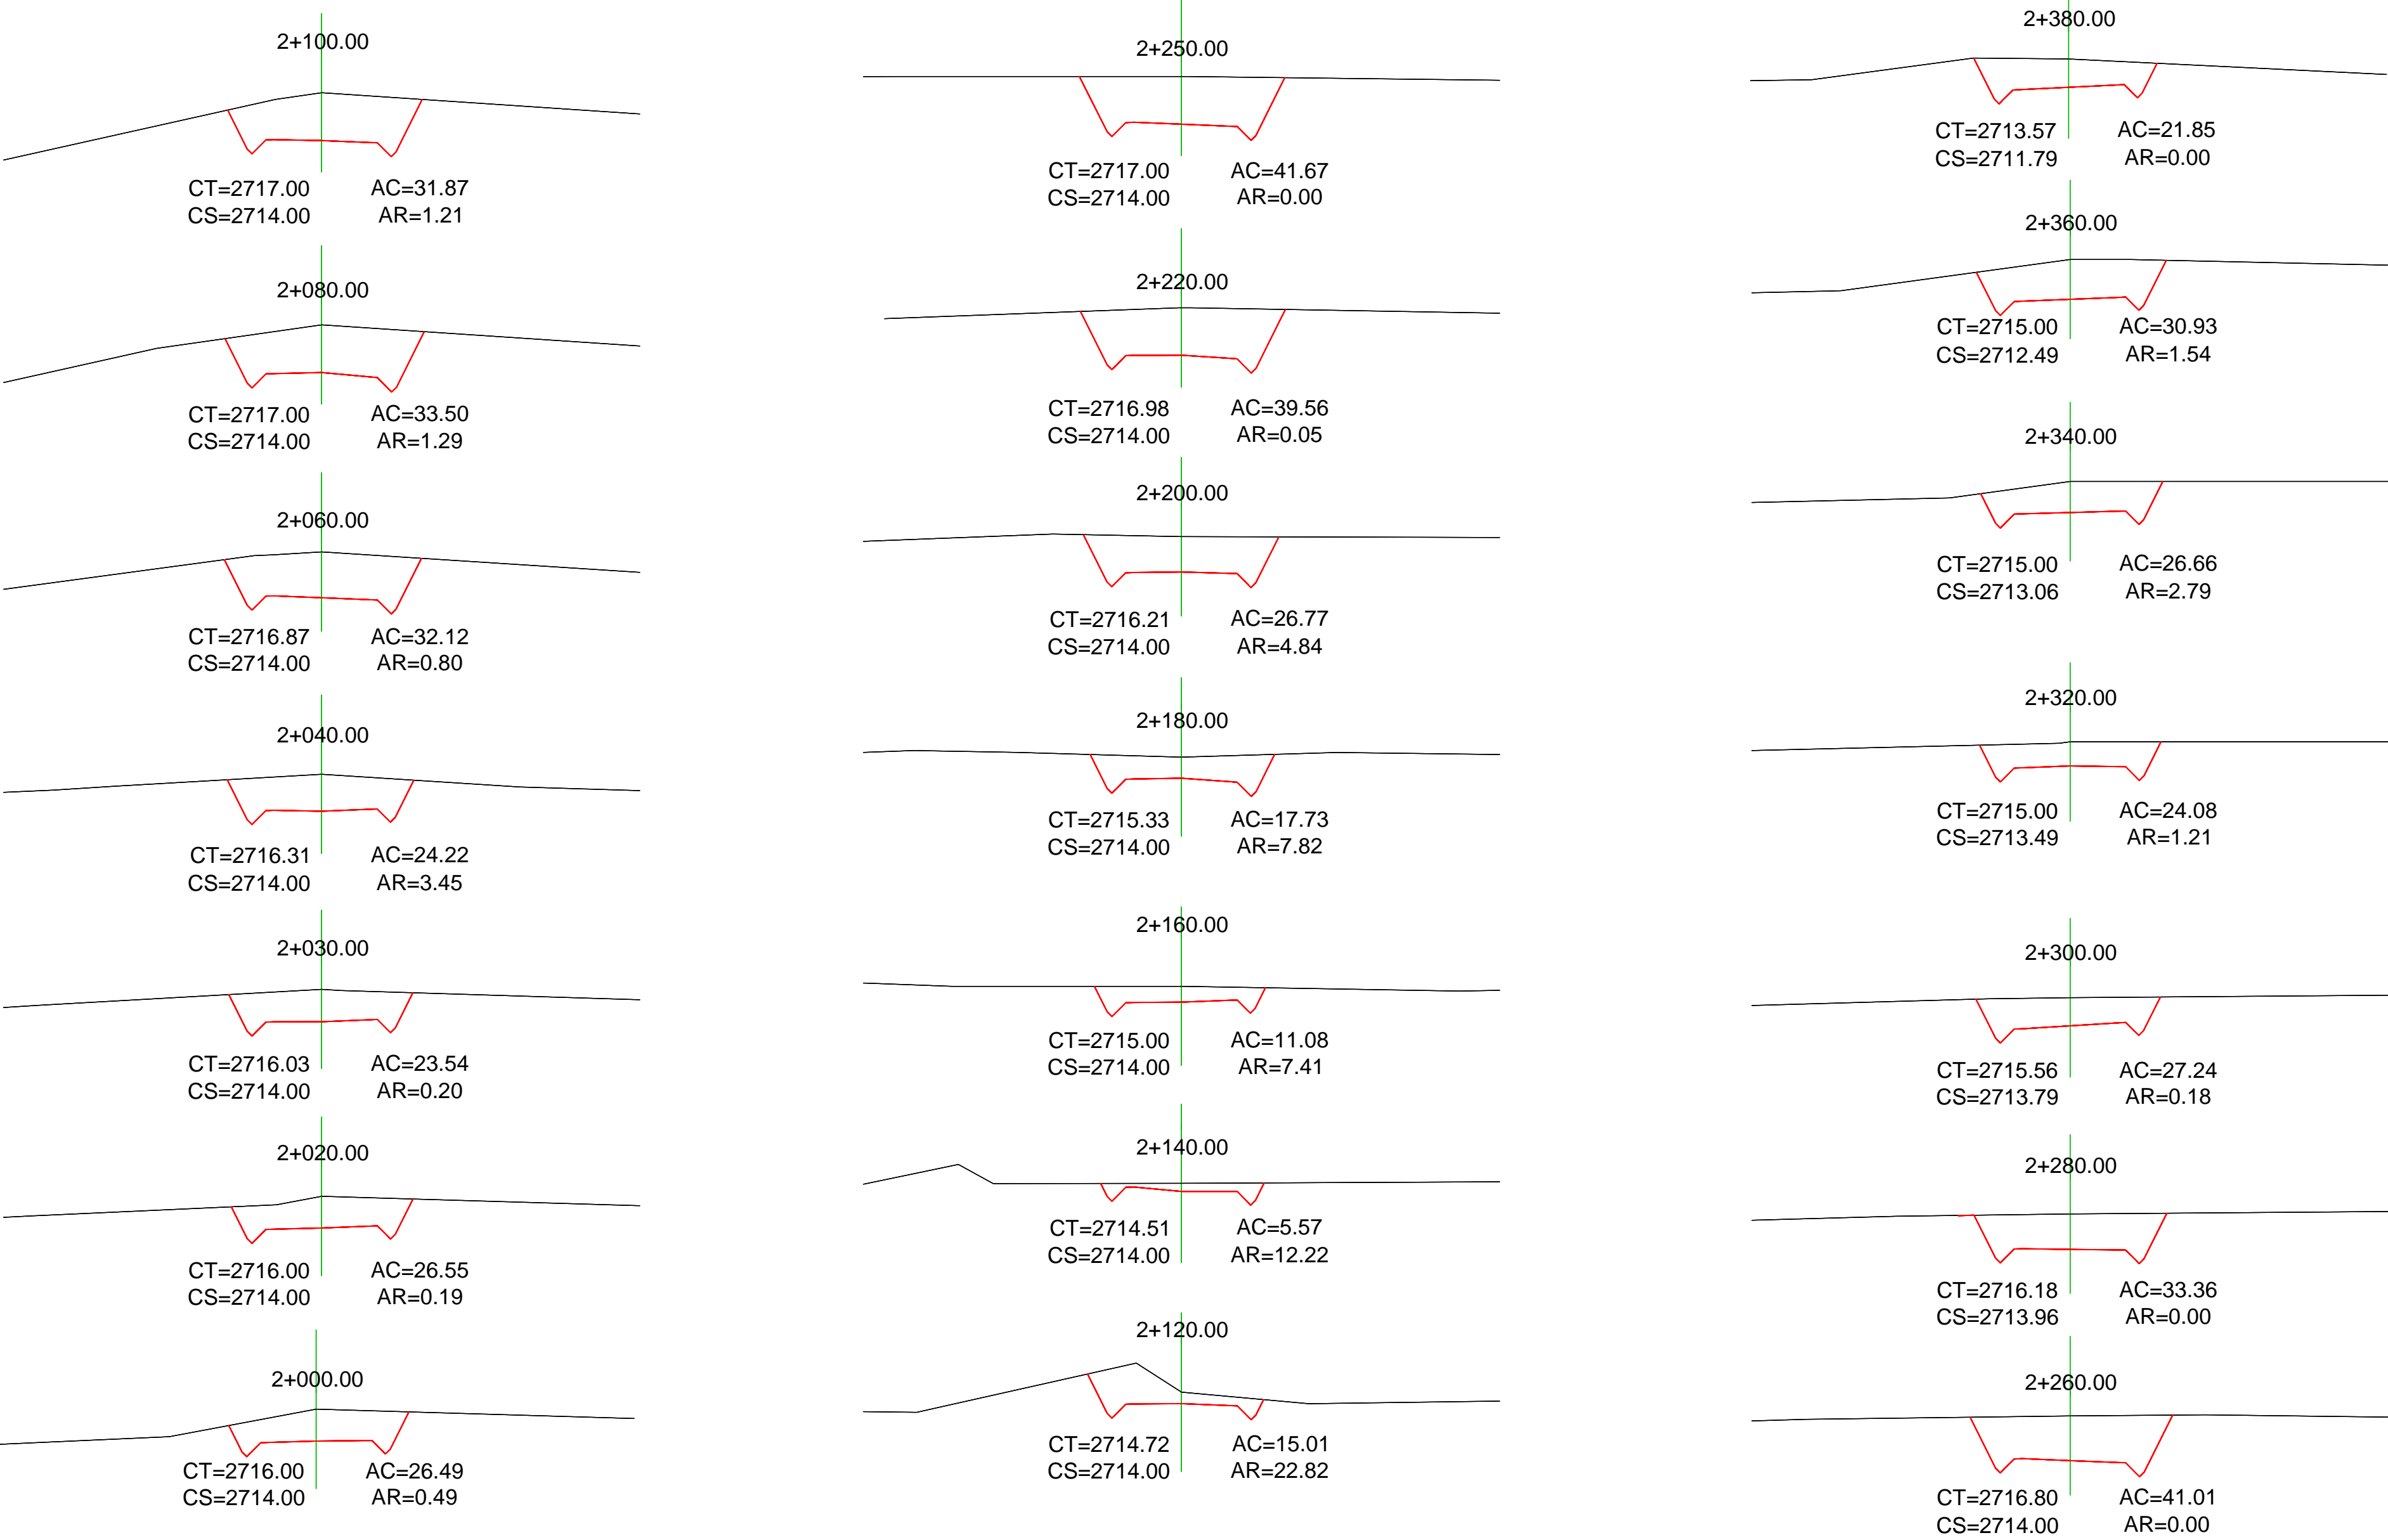 2+100.00
CT=2717.00 AC=31.87
CS=2714.00 AR=1.21
2+080.00
CT=2717.00 AC=33.50
CS=2714.00 AR=1.29
2+060.00
CT=2716.87 AC=32.12
CS=2714.00 AR=0.80
2+040.00
CT=2716.31 AC=24.22
CS=2714.00 AR=3.45
2+030.00
CT=2716.03 AC=23.54
CS=2714.00 AR=0.20
2+020.00
CT=2716.00 AC=26.55
CS=2714.00 AR=0.19
2+000.00
CT=2716.00 AC=26.49
CS=2714.00 AR=0.49
2+250.00
CT=2717.00 AC=41.67
CS=2714.00 AR=0.00
2+220.00
CT=2716.98 AC=39.56
CS=2714.00 AR=0.05
2+200.00
CT=2716.21 AC=26.77
CS=2714.00 AR=4.84
2+180.00
CT=2715.33 AC=17.73
CS=2714.00 AR=7.82
2+160.00
CT=2715.00 AC=11.08
CS=2714.00 AR=7.41
2+140.00
CT=2714.51 AC=5.57
CS=2714.00 AR=12.22
2+120.00
CT=2714.72 AC=15.01
CS=2714.00 AR=22.82
2+380.00
CT=2713.57 AC=21.85
CS=2711.79 AR=0.00
2+360.00
CT=2715.00 AC=30.93
CS=2712.49 AR=1.54
2+340.00
CT=2715.00 AC=26.66
CS=2713.06 AR=2.79
2+320.00
CT=2715.00 AC=24.08
CS=2713.49 AR=1.21
2+300.00
CT=2715.56 AC=27.24
CS=2713.79 AR=0.18
2+280.00
CT=2716.18 AC=33.36
CS=2713.96 AR=0.00
2+260.00
CT=2716.80 AC=41.01
CS=2714.00 AR=0.00